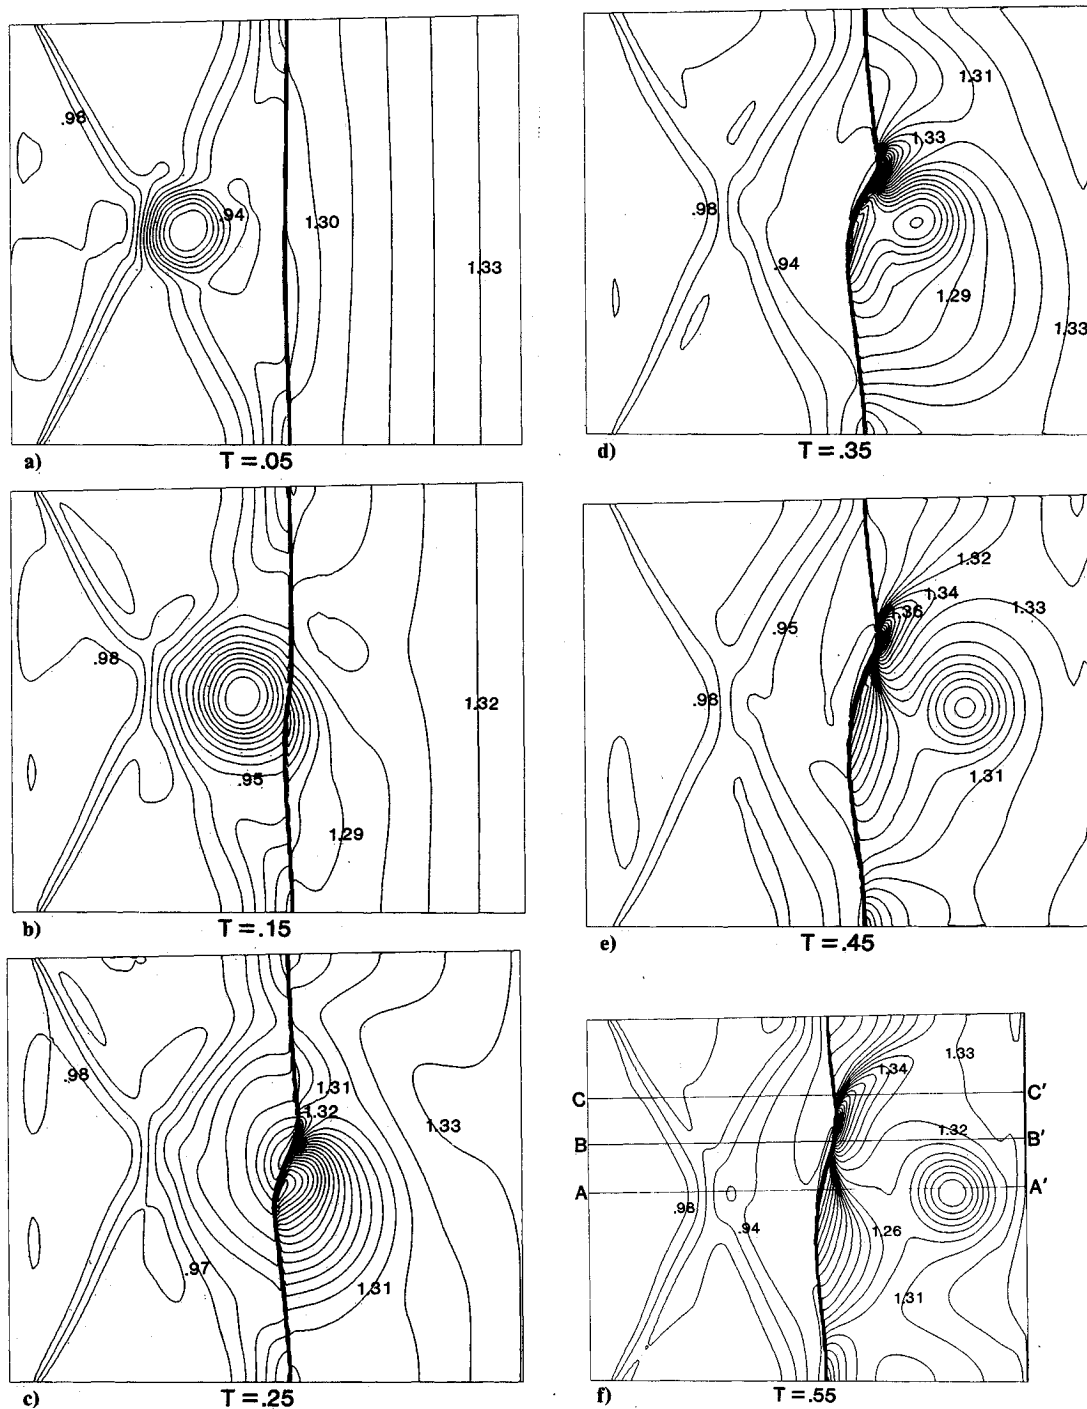 .98
.94
1.30
1.33
a)
T = .05
.98
.95
1.32
1.29
b)
T = .15
.98
1.31
1.32
1.33
.97
1.31
c)
T = .25
1.31
1.33
.98
.94
1.29
1.33
d)
T = .35
1.32
1.34
1.36
1.33
.95
.98
1.31
e)
T = .45
1.33
1.34
C
C'
1.32
B
B'
A
A'
.98
.94
1.26
1.31
f)
T = .55